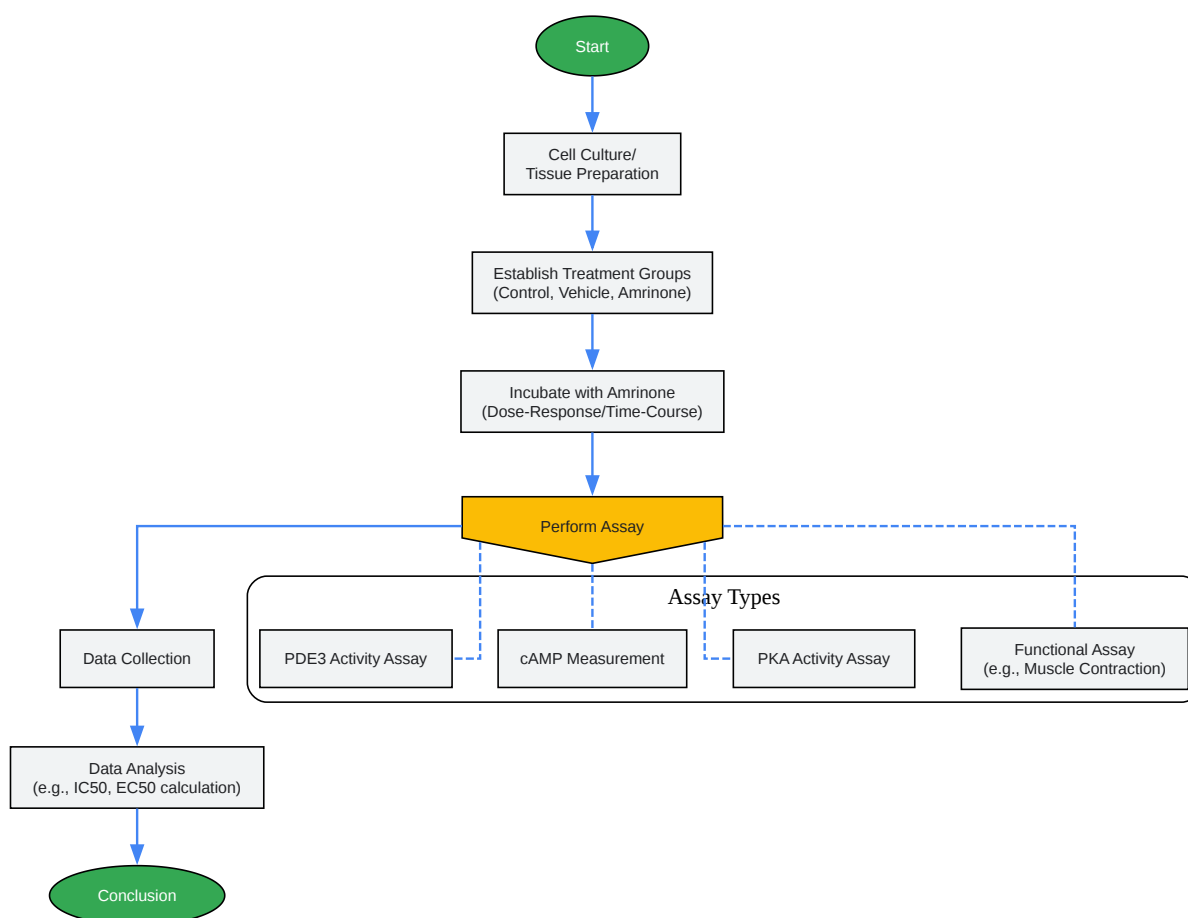 Start
Cell Culture/
Tissue Preparation
Establish Treatment Groups
(Control, Vehicle, Amrinone)
Incubate with Amrinone
(Dose-Response/Time-Course)
Perform Assay
Assay Types
Data Collection
PDE3 Activity Assay
cAMP Measurement
PKA Activity Assay
Functional Assay
(e.g., Muscle Contraction)
Data Analysis
(e.g., IC50, EC50 calculation)
Conclusion